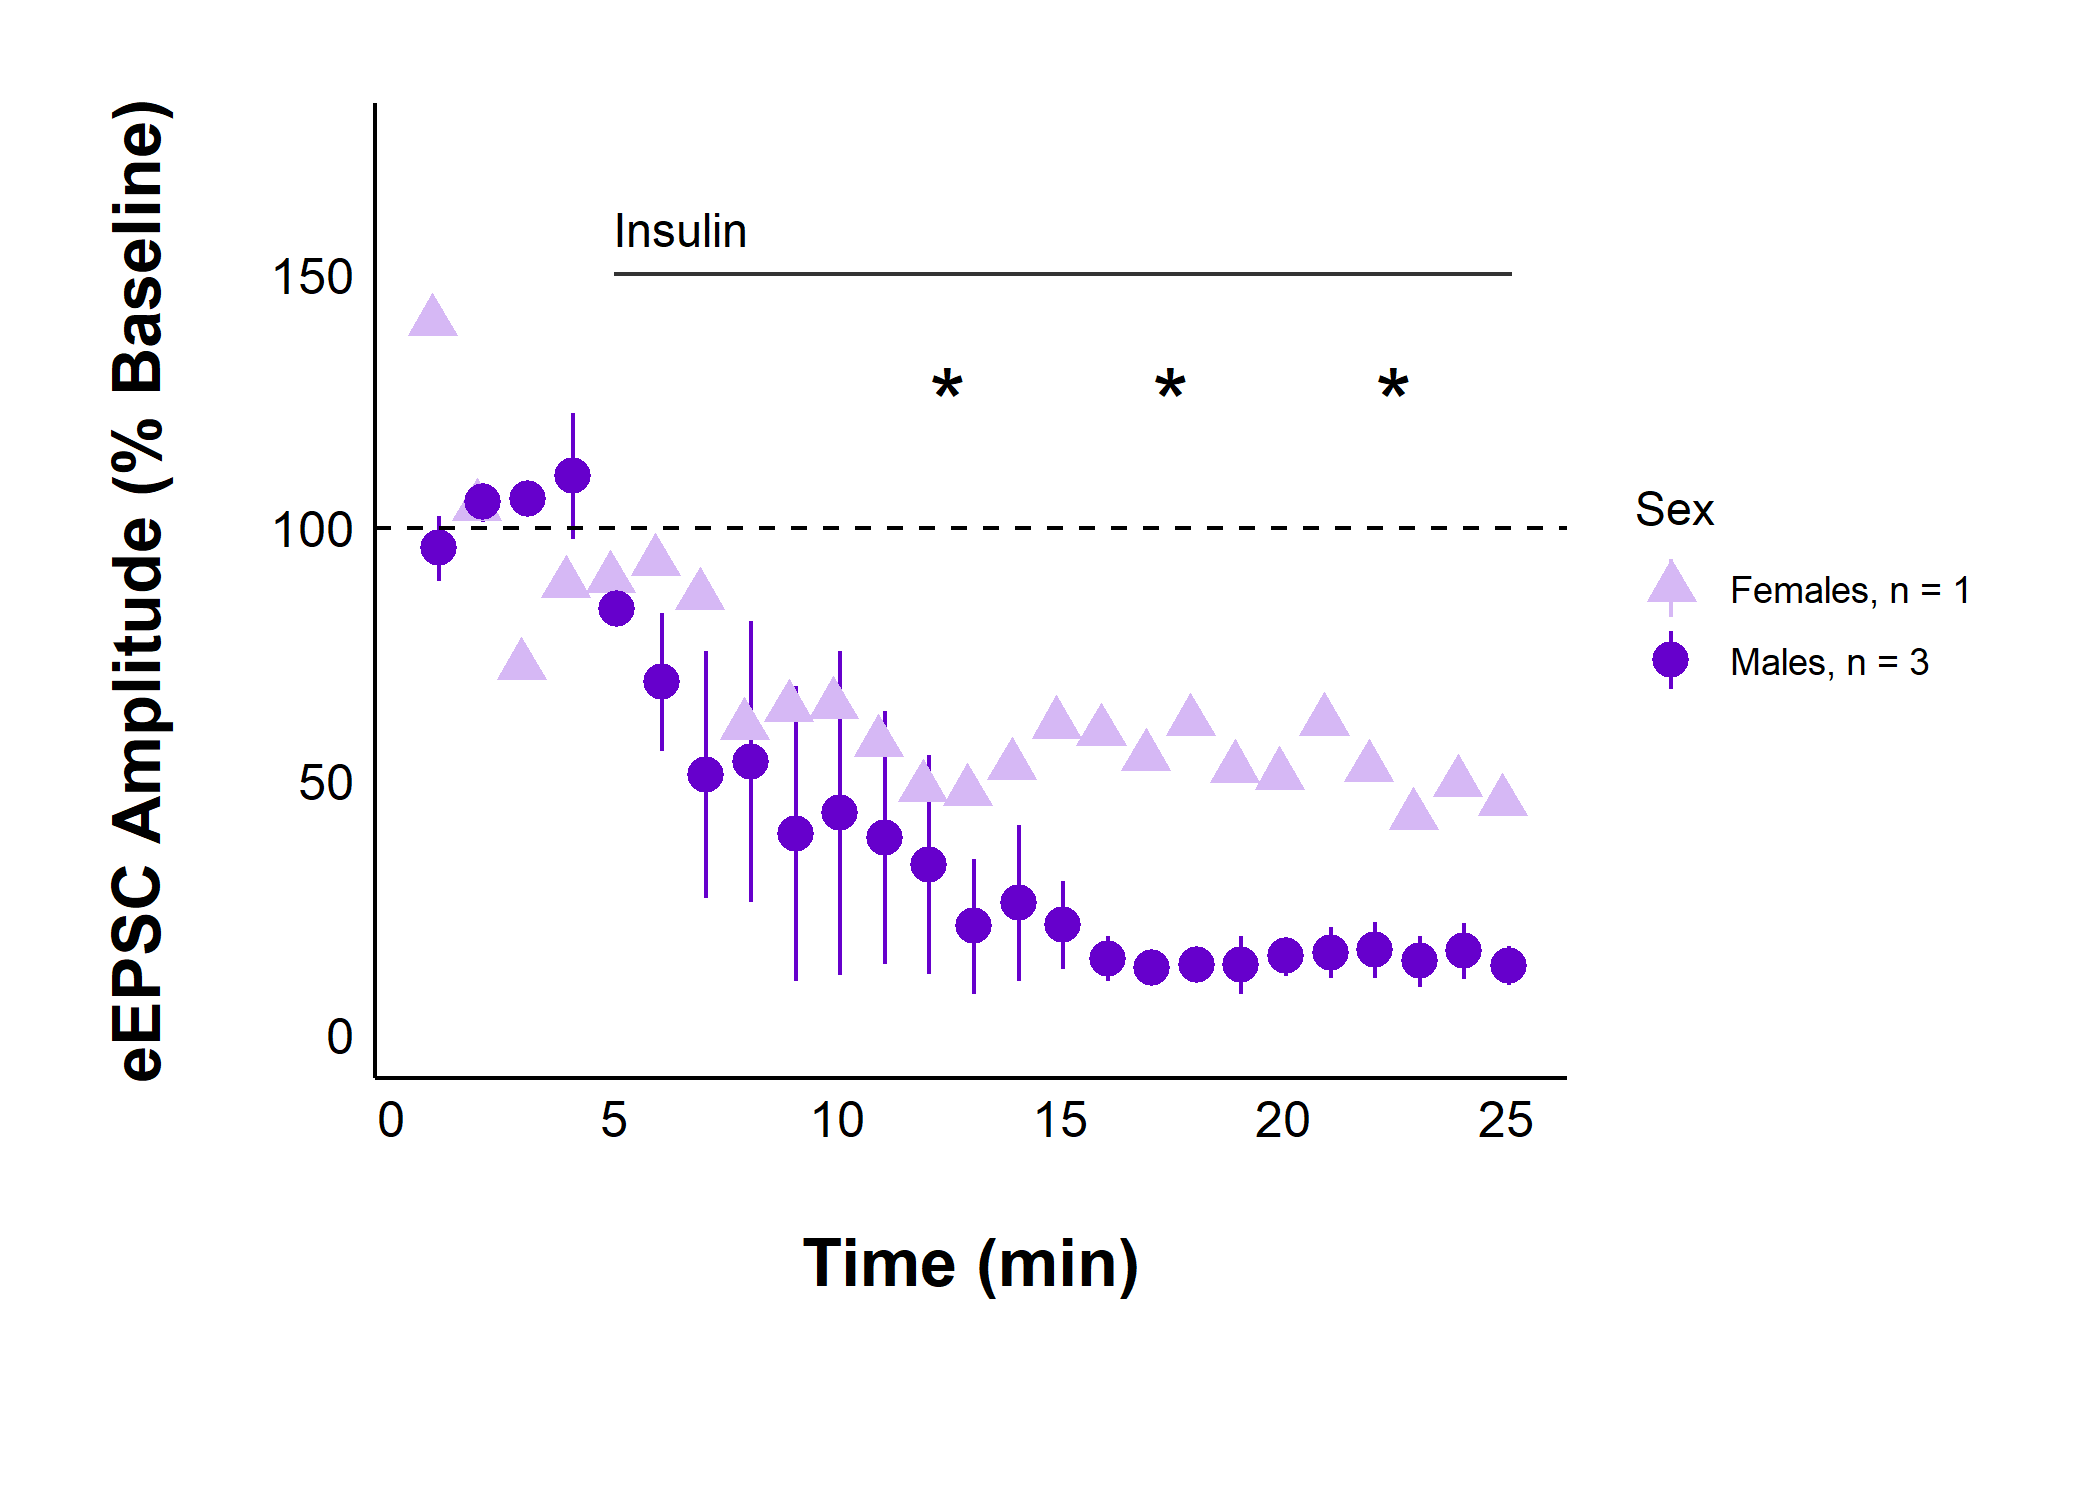 eEPSC Amplitude (% Baseline)
150
100
50
0
Insulin
*
*
*
0
5
10
15
20
25
Time (min)
Sex
Females, n = 1
Males, n = 3